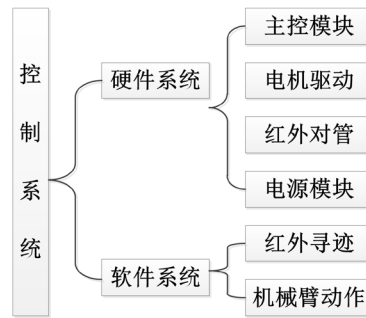 控制系统
硬件系统
主控模块
电机驱动
红外对管
电源模块
软件系统
红外寻迹
机械臂动作